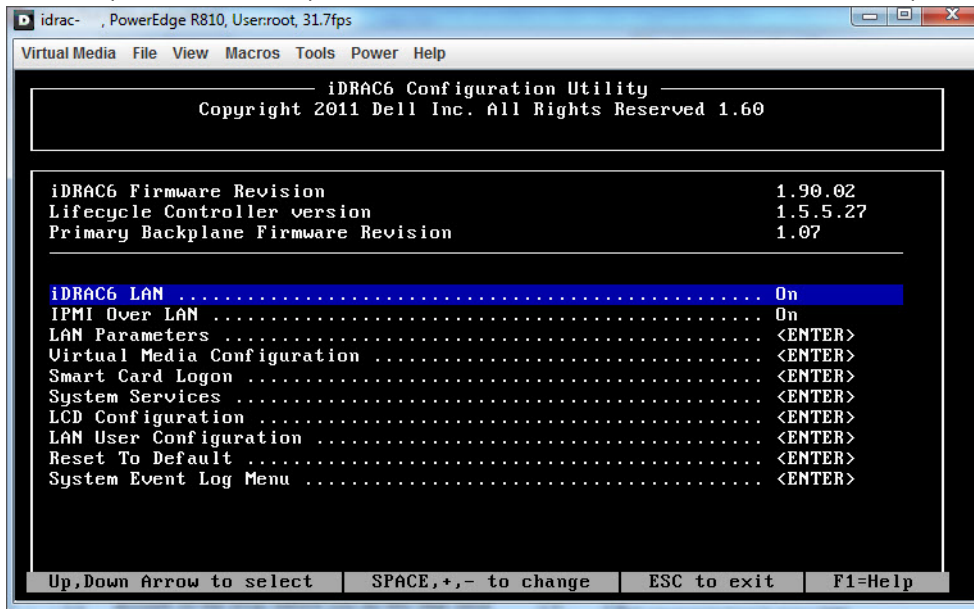 idrac- , PowerEdge R810, User:root, 31.7fps
Virtual Media File View Macros Tools Power Help
iDRAC6 Configuration Utility
Copyright 2011 Dell Inc. All Rights Reserved 1.60
iDRAC6 Firmware Revision 1.90.02
Lifecycle Controller version 1.5.5.27
Primary Backplane Firmware Revision 1.07
iDRAC6 LAN ................................................... On
IPMI Over LAN ................................................ On
LAN Parameters ............................................... <ENTER>
Virtual Media Configuration .................................. <ENTER>
Smart Card Logon ............................................. <ENTER>
System Services .............................................. <ENTER>
LCD Configuration ............................................ <ENTER>
LAN User Configuration ....................................... <ENTER>
Reset To Default ............................................. <ENTER>
System Event Log Menu ........................................ <ENTER>
Up,Down Arrow to select SPACE,+,- to change ESC to exit F1=Help